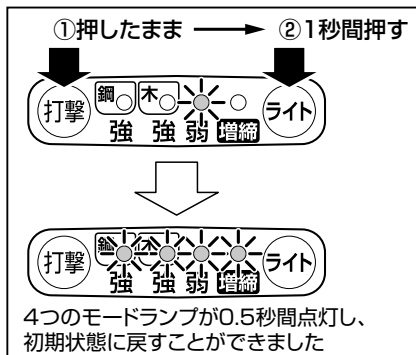 ①押したまま ②1秒間押す
打撃 鋼 木 ライト
強 強 弱 増締
打撃 鋼 木 ライト
強 強 弱 増締
4つのモードランプが0.5秒間点灯し、
初期状態に戻すことができました